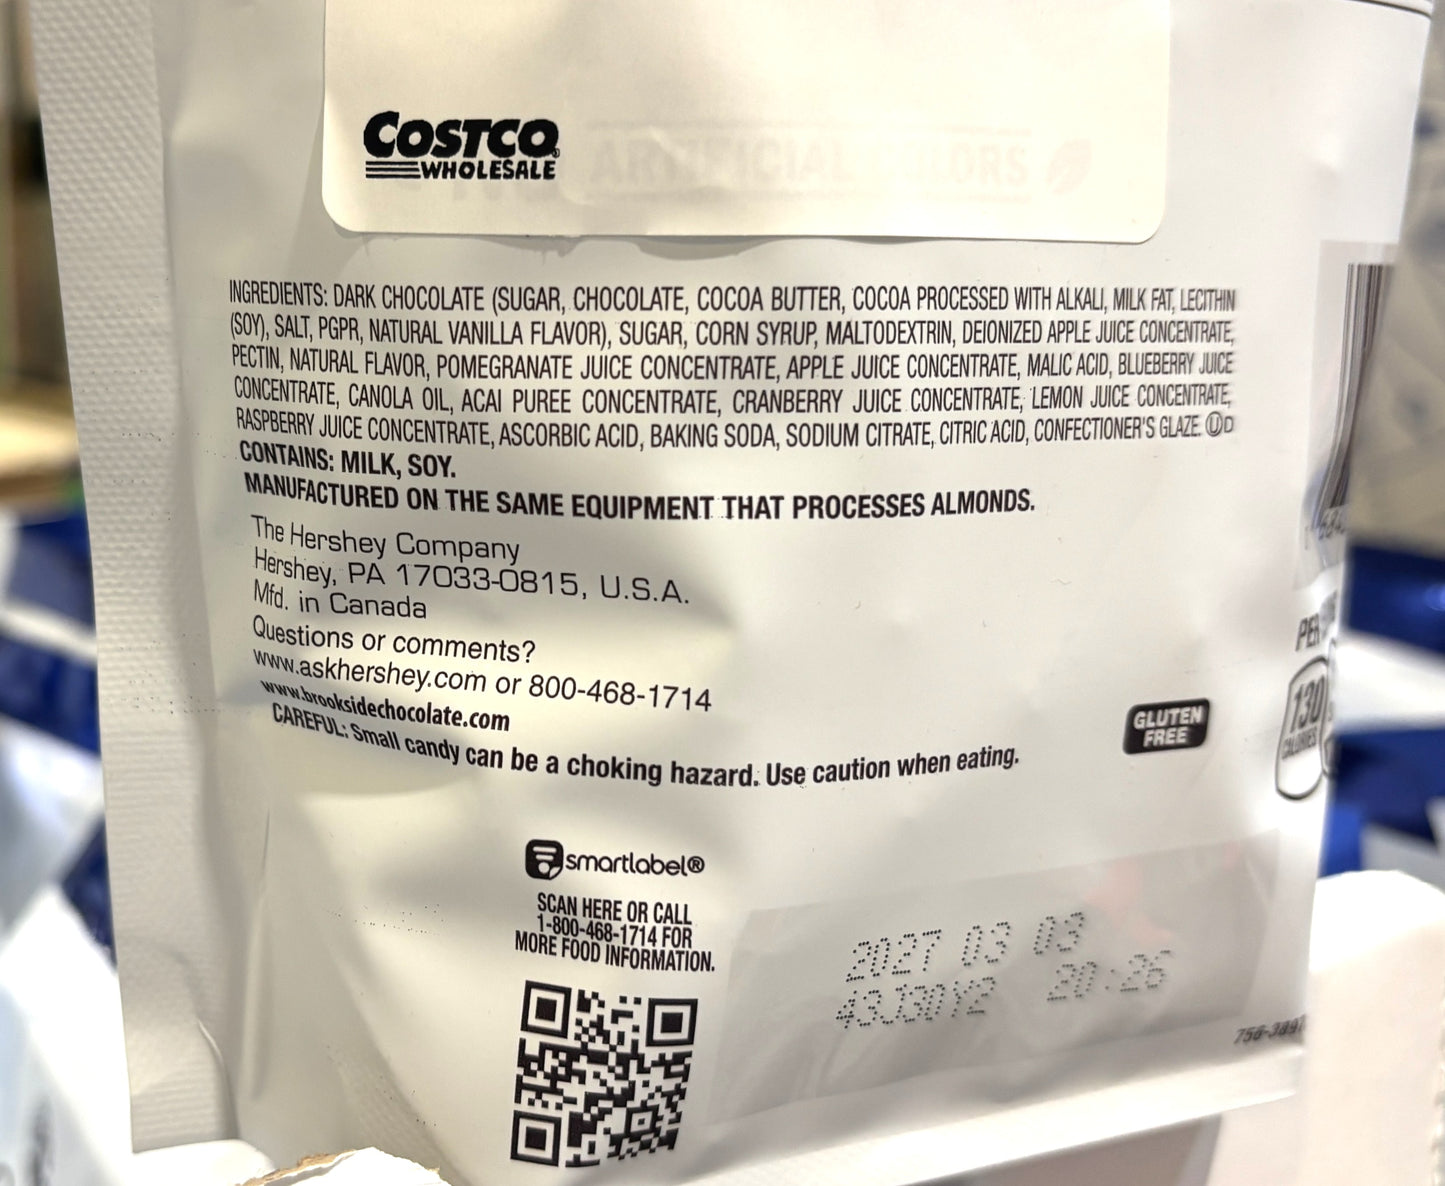 COSTCO
WHOLESALE
ARTIFICIAL
INGREDIENTS: DARK CHOCOLATE (SUGAR, CHOCOLATE, COCOA BUTTER, COCOA PROCESSED WITH ALKALI, MILK FAT, LECITHIN
(SOY), SALT, PGPR, NATURAL VANILLA FLAVOR), SUGAR, CORN SYRUP, MALTODEXTRIN, DEIONIZED APPLE JUICE CONCENTRATE,
PECTIN, NATURAL FLAVOR, POMEGRANATE JUICE CONCENTRATE, APPLE JUICE CONCENTRATE, MALIC ACID, BLUEBERRY JUICE
CONCENTRATE, CANOLA OIL, ACAI PUREE CONCENTRATE, CRANBERRY JUICE CONCENTRATE, LEMON JUICE CONCENTRATE,
RASPBERRY JUICE CONCENTRATE, ASCORBIC ACID, BAKING SODA, SODIUM CITRATE, CITRIC ACID, CONFECTIONER'S GLAZE. ⓊD
CONTAINS: MILK, SOY.
MANUFACTURED ON THE SAME EQUIPMENT THAT PROCESSES ALMONDS.
The Hershey Company
Hershey, PA 17033-0815, U.S.A.
Mfd. in Canada
Questions or comments?
www.askhershey.com or 800-468-1714
www.brooksidechocolate.com
CAREFUL: Small candy can be a choking hazard. Use caution when eating.
GLUTEN
FREE
130
CALORIES
smartlabel®
SCAN HERE OR CALL
1-800-468-1714 FOR
MORE FOOD INFORMATION.
2027 03 03
43J30Y2 20:26